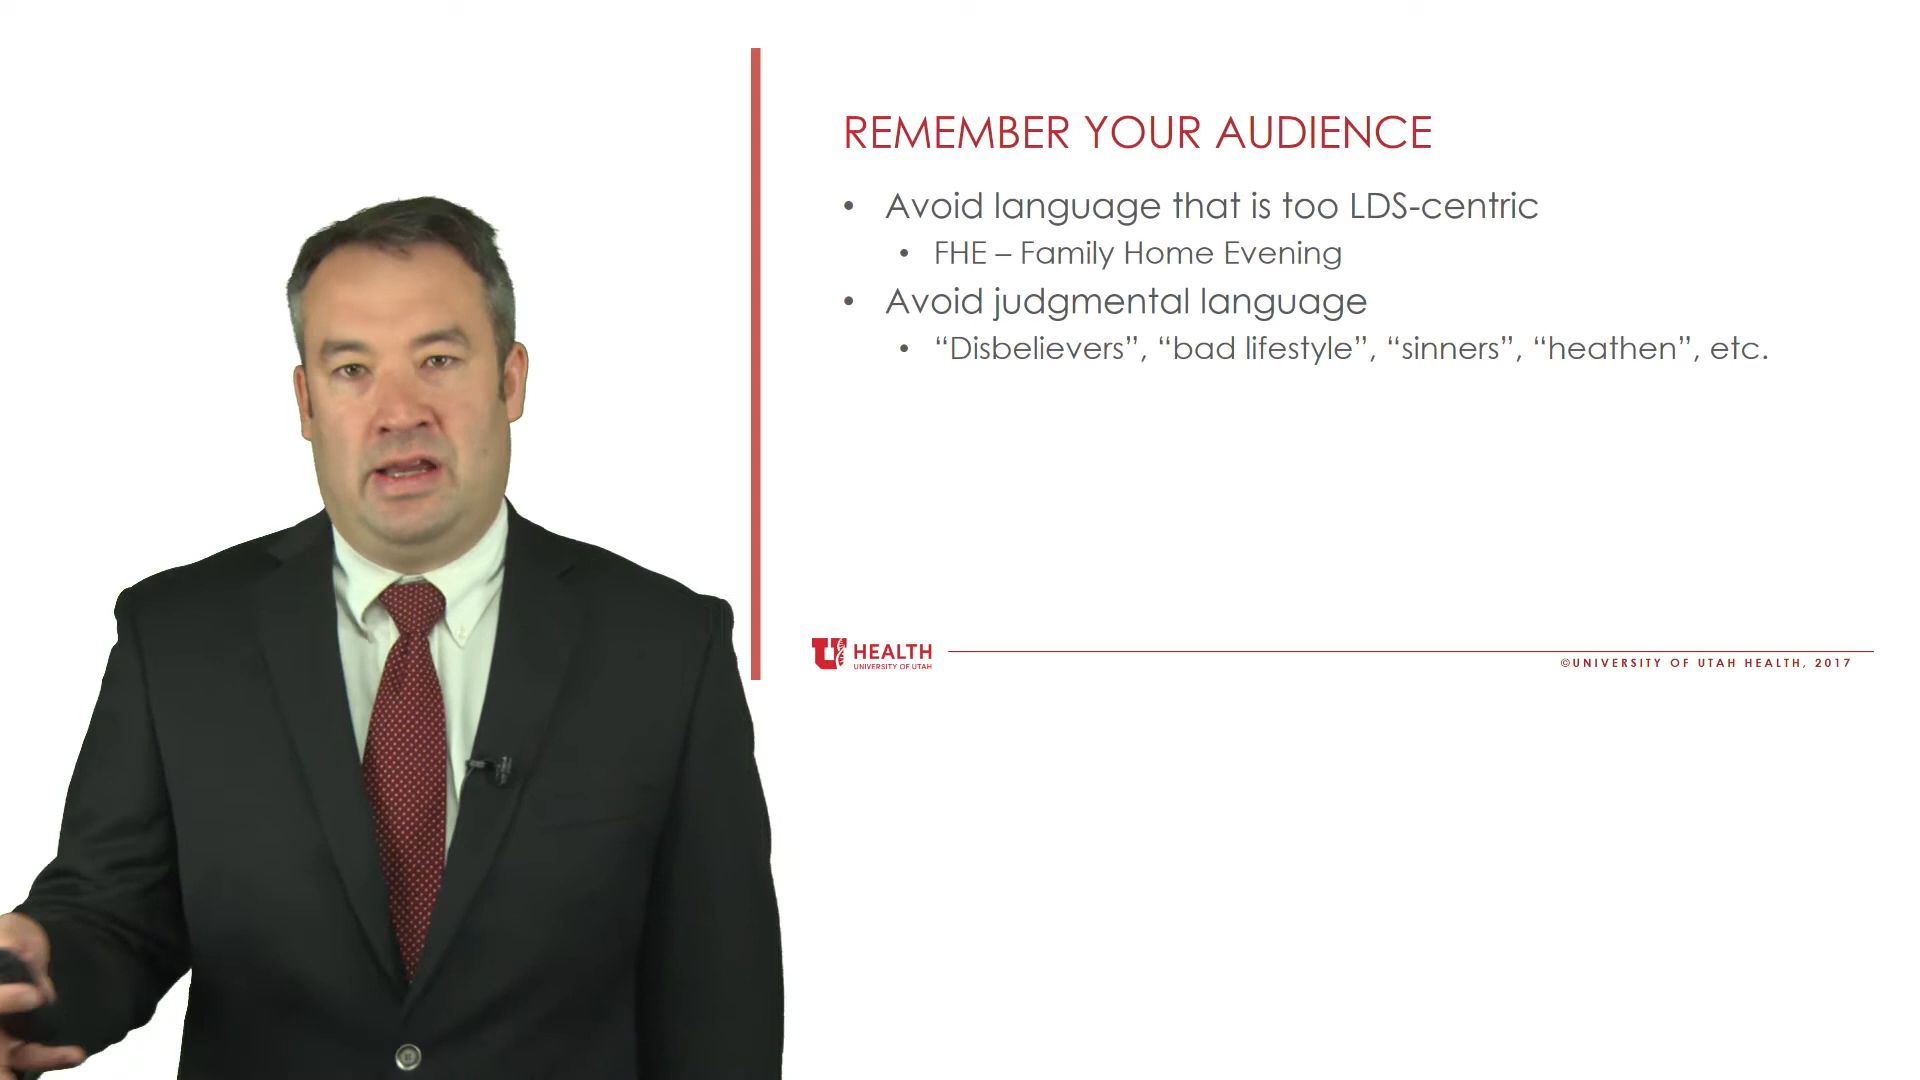 REMEMBER YOUR AUDIENCE
• Avoid language that is too LDS-centric
• FHE – Family Home Evening
• Avoid judgmental language
• “Disbelievers”, “bad lifestyle”, “sinners”, “heathen”, etc.
U HEALTH
UNIVERSITY OF UTAH
©UNIVERSITY OF UTAH HEALTH, 2017